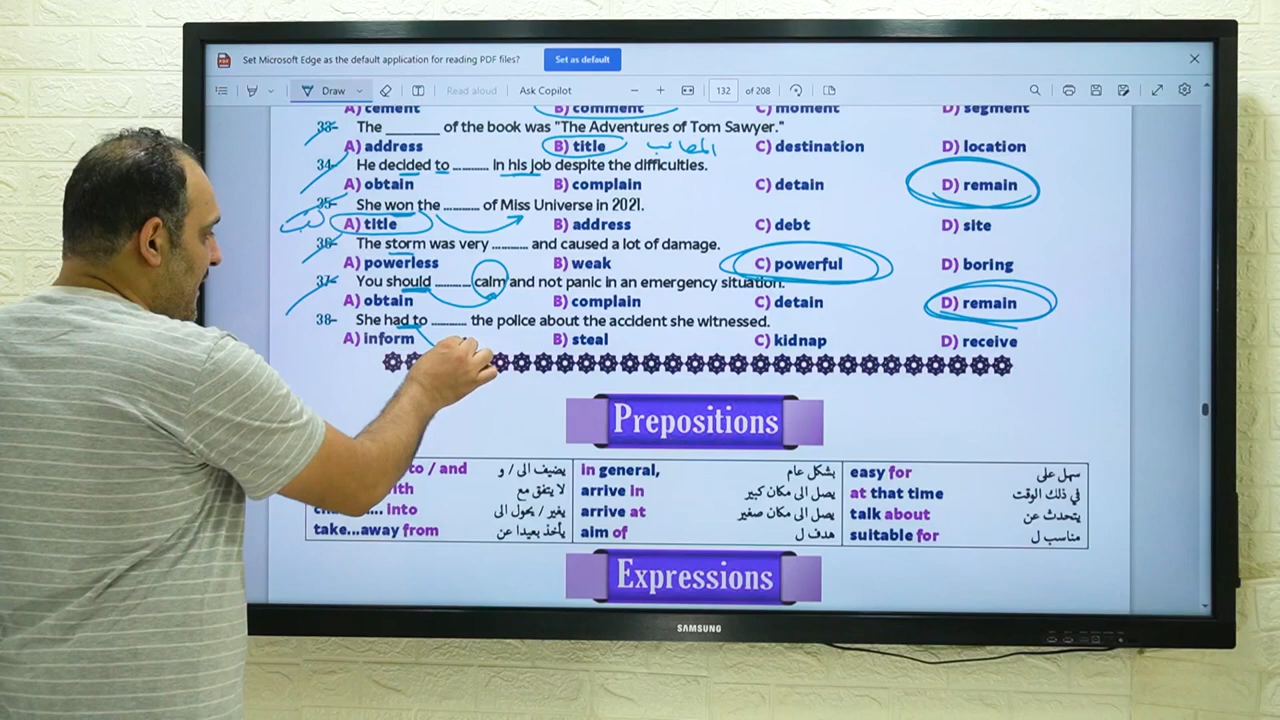 Set Microsoft Edge as the default application for reading PDF files? Set as default
Draw Read aloud Ask Copilot 132 of 208
A) cement B) comment C) moment D) segment
33- The ________ of the book was "The Adventures of Tom Sawyer."
A) address B) title C) destination D) location
34- He decided to ........... in his job despite the difficulties.
A) obtain B) complain C) detain D) remain
35- She won the ........... of Miss Universe in 2021.
A) title B) address C) debt D) site
36- The storm was very ........... and caused a lot of damage.
A) powerless B) weak C) powerful D) boring
37- You should ........... calm and not panic in an emergency situation.
A) obtain B) complain C) detain D) remain
38- She had to ........... the police about the accident she witnessed.
A) inform B) steal C) kidnap D) receive
Prepositions
to / and يضيف الى / و in general, بشكل عام easy for سهل على
لا يتفق مع arrive in يصل الى مكان كبير at that time في ذلك الوقت
into يغير / يحول الى arrive at يصل الى مكان صغير talk about يتحدث عن
take...away from يأخذ بعيدا عن aim of هدف ل suitable for مناسب ل
Expressions
SAMSUNG